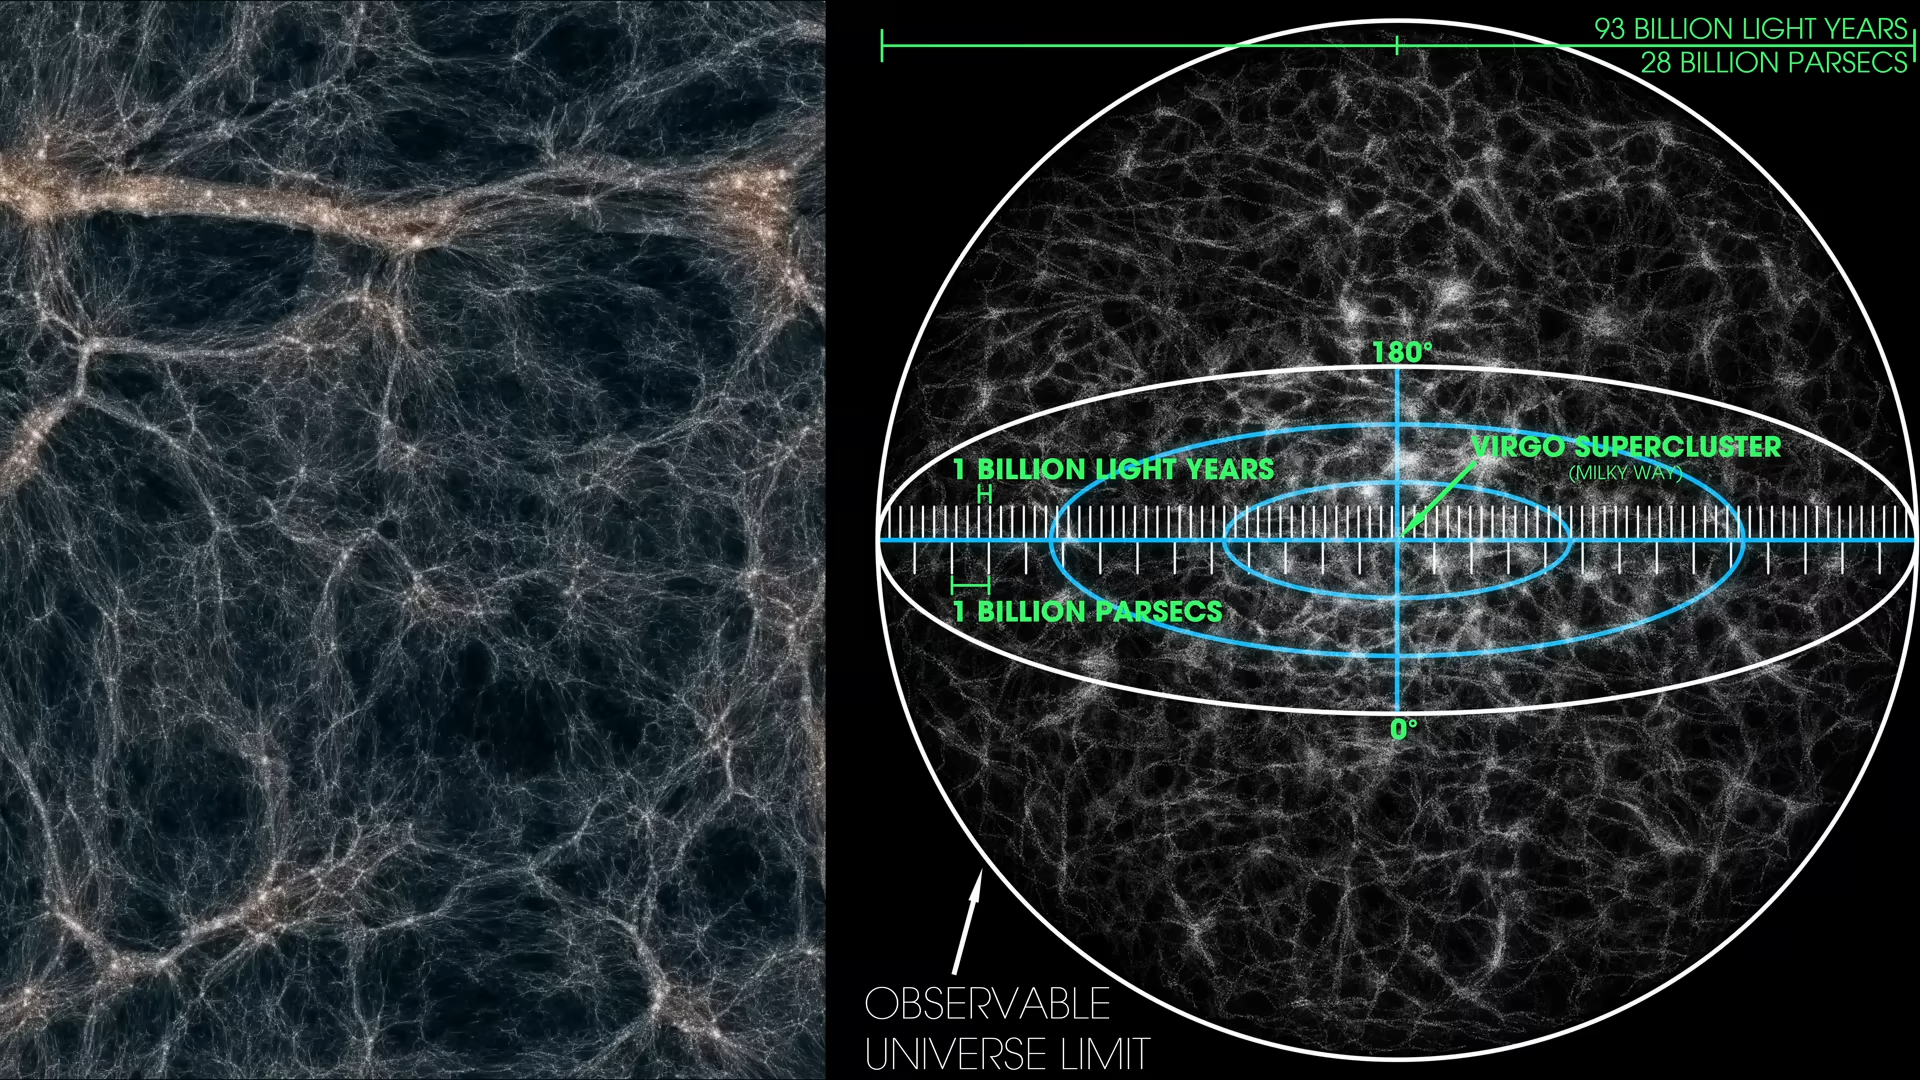 93 BILLION LIGHT YEARS
28 BILLION PARSECS
180°
VIRGO SUPERCLUSTER
(MILKY WAY)
1 BILLION LIGHT YEARS
1 BILLION PARSECS
0°
OBSERVABLE
UNIVERSE LIMIT